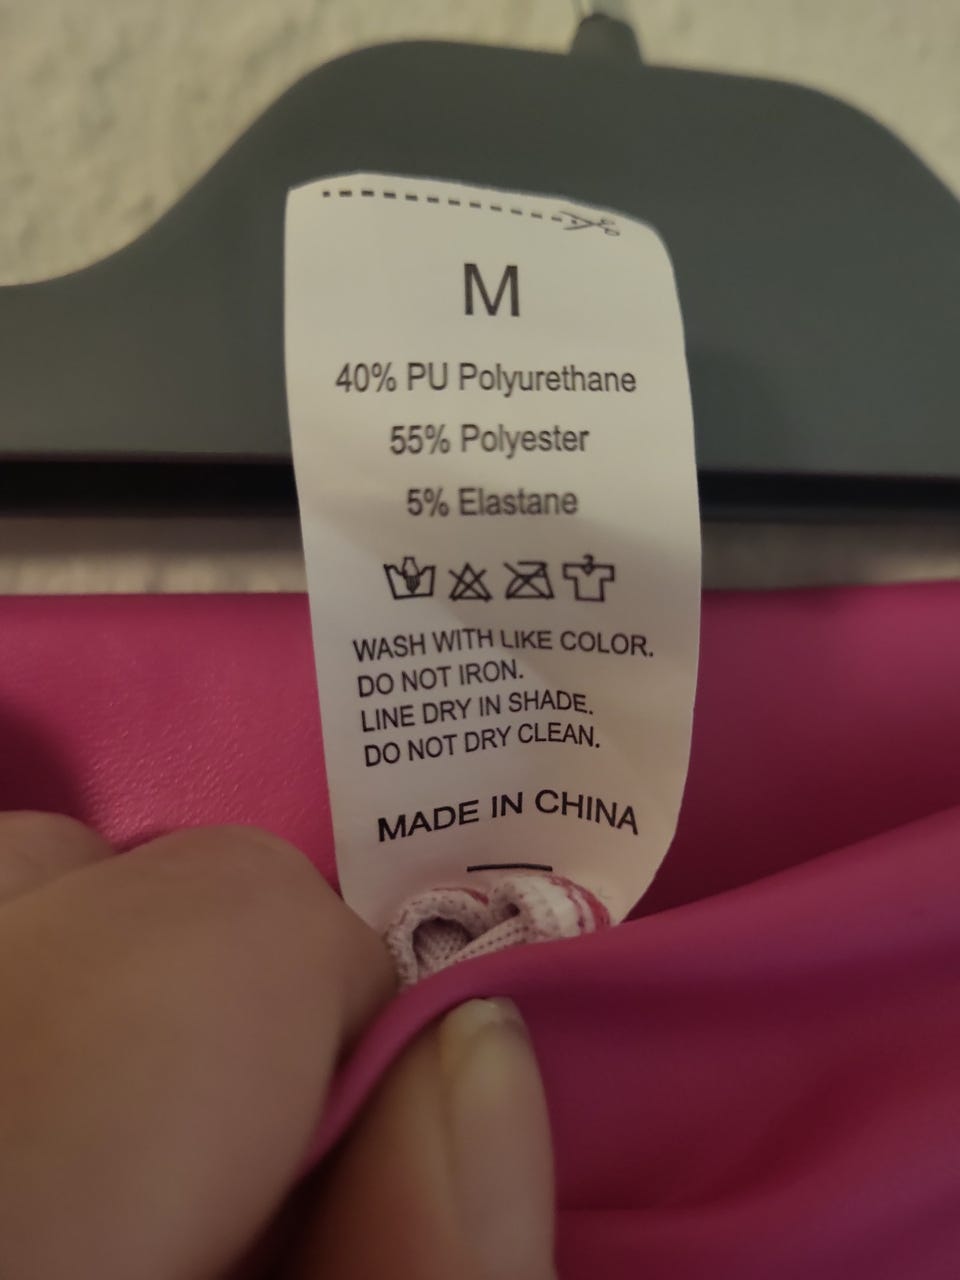 M
40% PU Polyurethane
55% Polyester
5% Elastane
WASH WITH LIKE COLOR.
DO NOT IRON.
LINE DRY IN SHADE.
DO NOT DRY CLEAN.
MADE IN CHINA